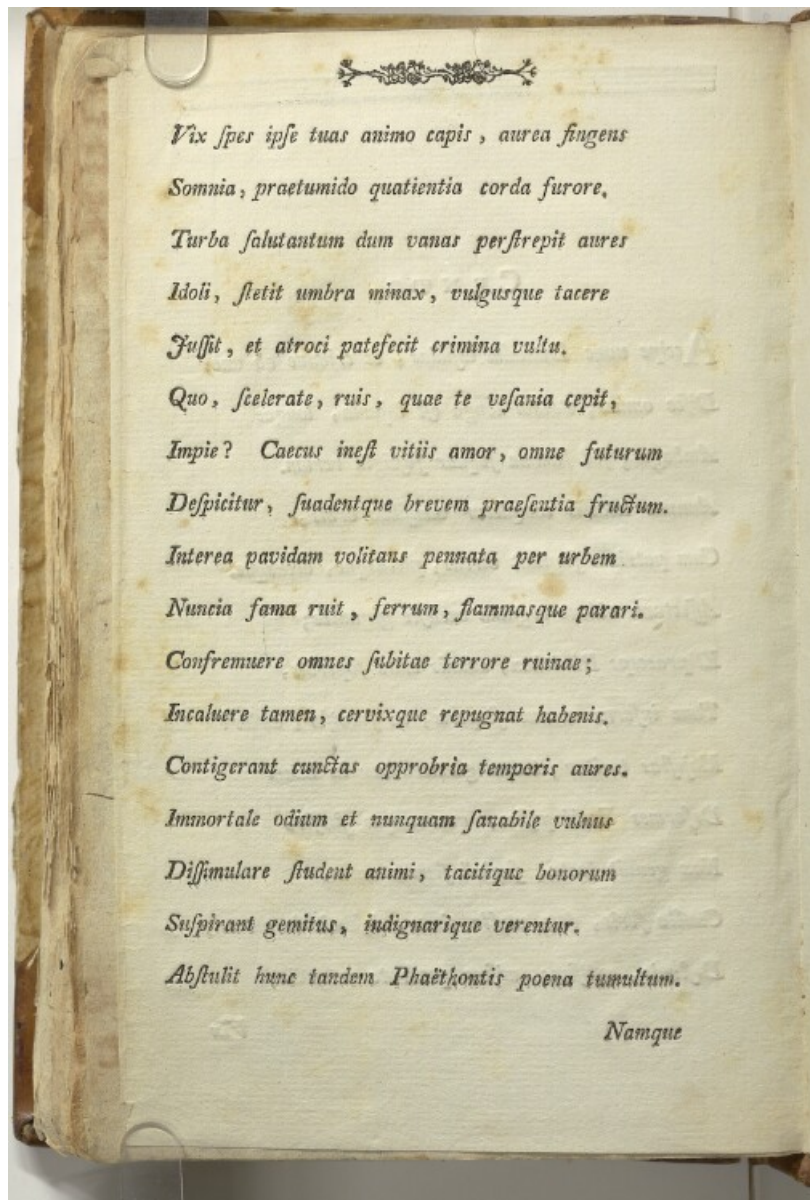 Vix ſpes ipſe tuas animo capis, aurea fingens
Somnia, praetumido quatientia corda furore.
Turba ſalutantum dum vanas perſtrepit aures
Idoli, ſtetit umbra minax, vulgusque tacere
Juſſit, et atroci patefecit crimina vultu.
Quo, ſcelerate, ruis, quae te veſania cepit,
Impie? Caecus ineſt vitiis amor, omne futurum
Deſpicitur, ſuadentque brevem praeſentia fructum.
Interea pavidam volitans pennata per urbem
Nuncia fama ruit, ferrum, flammasque parari.
Confremuere omnes ſubitae terrore ruinae;
Incaluere tamen, cervixque repugnat habenis.
Contigerant cunctas opprobria temporis aures.
Immortale odium et nunquam ſanabile vulnus
Diſſimulare ſtudent animi, tacitique bonorum
Suſpirant gemitus, indignarique verentur.
Abſtulit hunc tandem Phaëthontis poena tumultum.
Namque